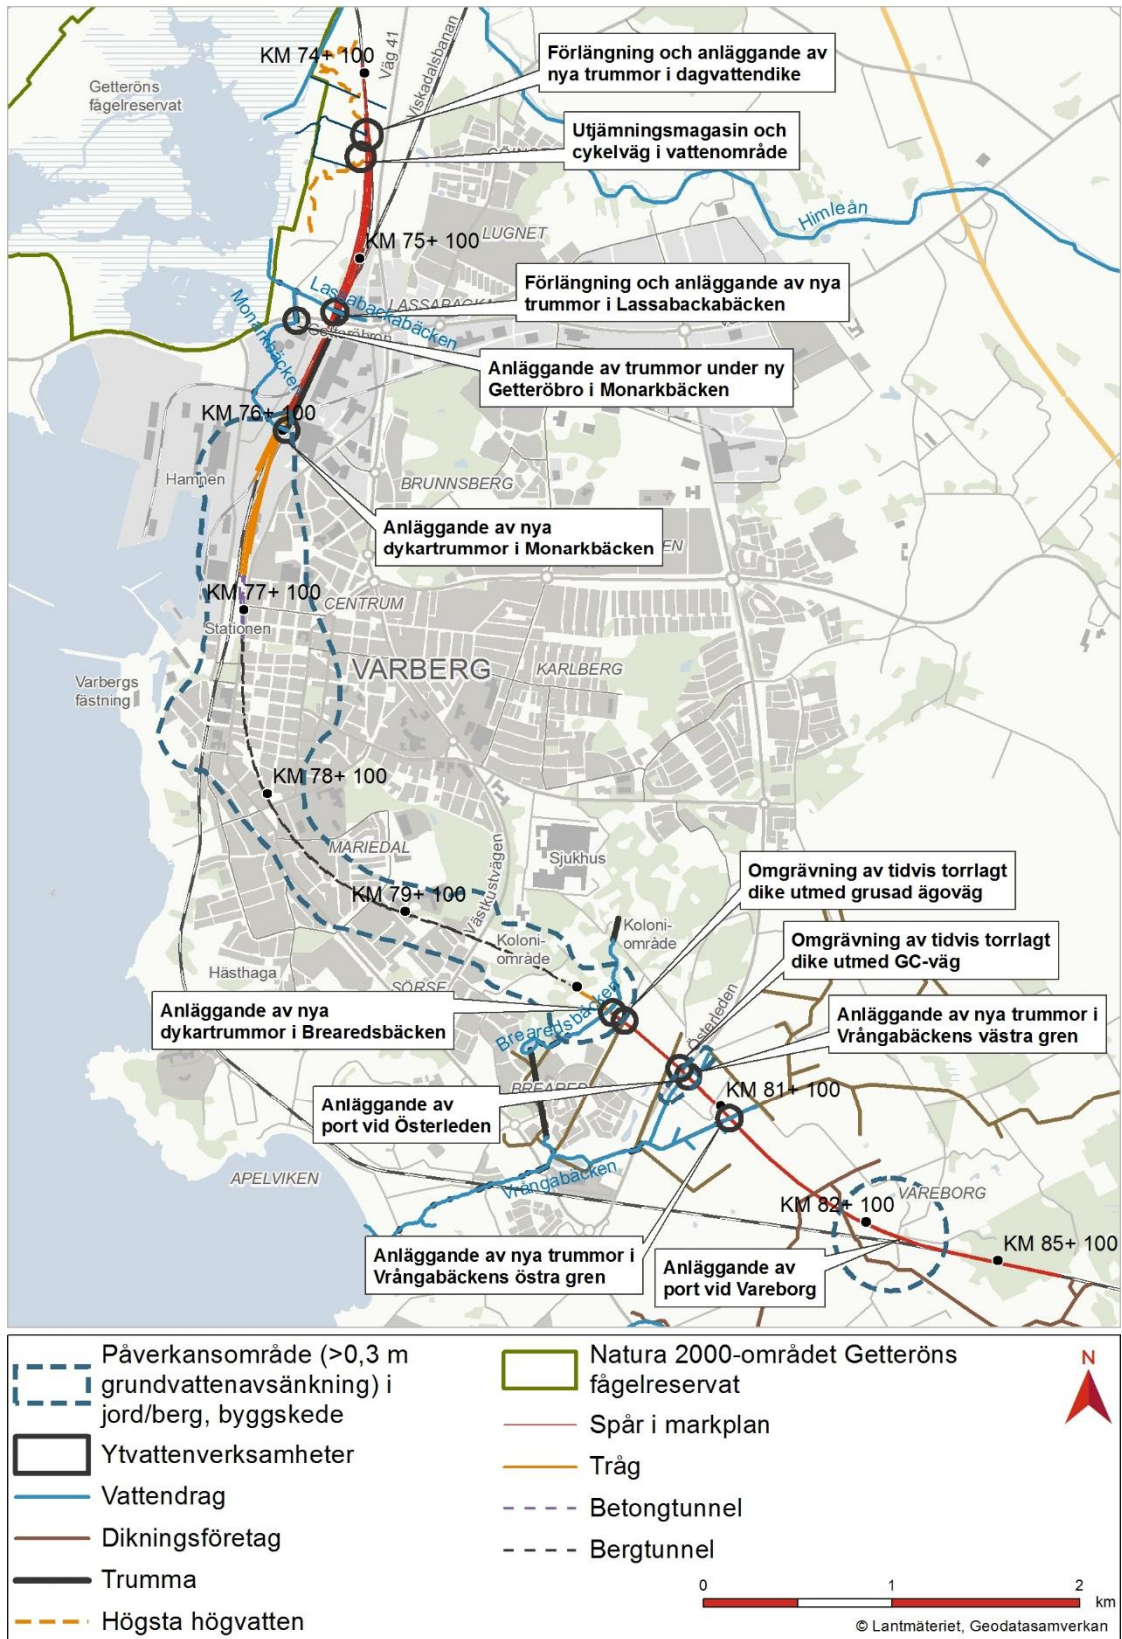 KM 74+ 100
Väg 41
Viskadalsbanan
Förlängning och anläggande av
nya trummor i dagvattendike
Getteröns
fågelreservat
Utjämningsmagasin och
cykelväg i vattenområde
Himleån
LUGNET
KM 75+ 100
Förlängning och anläggande av nya
trummor i Lassabackabäcken
Lassabackabäcken
Monarkbäcken
Getteröbron
Anläggande av trummor under ny
Getteröbro i Monarkbäcken
KM 76+ 100
Hamnen
BRUNNSBERG
Anläggande av nya
dykartrummor i Monarkbäcken
KM 77+ 100
CENTRUM
Stationen
VARBERG
KARLBERG
Varbergs
fästning
KM 78+ 100
MARIEDAL
Sjukhus
Västkustvägen
KM 79+ 100
Omgrävning av tidvis torrlagt
dike utmed grusad ägoväg
Koloni-
område
Koloni-
område
Omgrävning av tidvis torrlagt
dike utmed GC-väg
Hästhaga
SÖRSE
Anläggande av nya
dykartrummor i Brearedsbäcken
Brearedsbäcken
Österleden
Anläggande av nya trummor i
Vrångabäckens västra gren
BREARED
KM 81+ 100
Anläggande av
port vid Österleden
APELVIKEN
Vrångabäcken
VAREBORG
KM 82+ 100
KM 85+ 100
Anläggande av nya trummor i
Vrångabäckens östra gren
Anläggande av
port vid Vareborg
Påverkansområde (>0,3 m
grundvattenavsänkning) i
jord/berg, byggskede
Ytvattenverksamheter
Vattendrag
Dikningsföretag
Trumma
Högsta högvatten
Natura 2000-området Getteröns
fågelreservat
Spår i markplan
Tråg
Betongtunnel
Bergtunnel
N
0 1 2
km
© Lantmäteriet, Geodatasamverkan